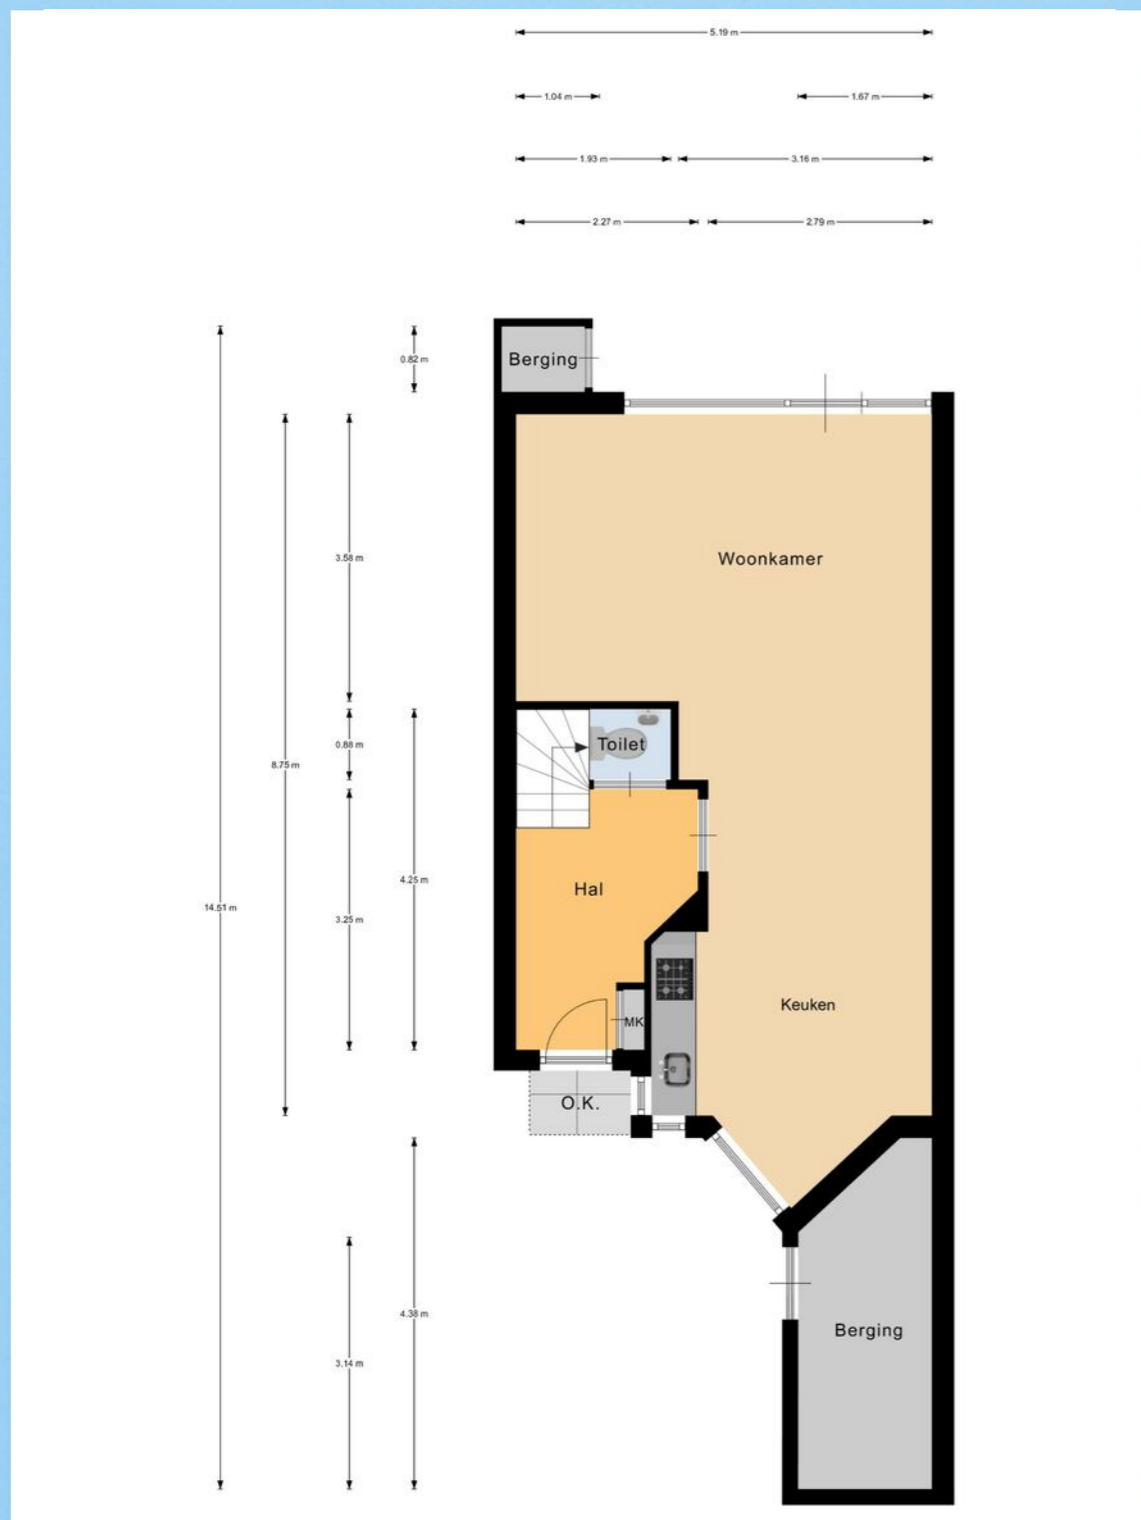 5.19 m
1.04 m
1.67 m
1.93 m
3.16 m
2.27 m
2.79 m
Berging
0.82 m
3.58 m
Woonkamer
Toilet
0.88 m
8.75 m
4.25 m
Hal
14.51 m
3.25 m
Keuken
MK
O.K.
4.38 m
Berging
3.14 m